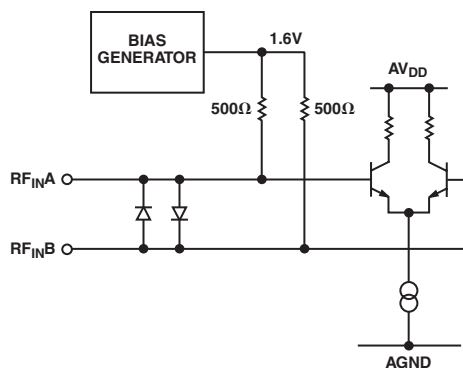 BIAS
GENERATOR
1.6V
500Ω
500Ω
AVDD
RFINA
RFINB
AGND